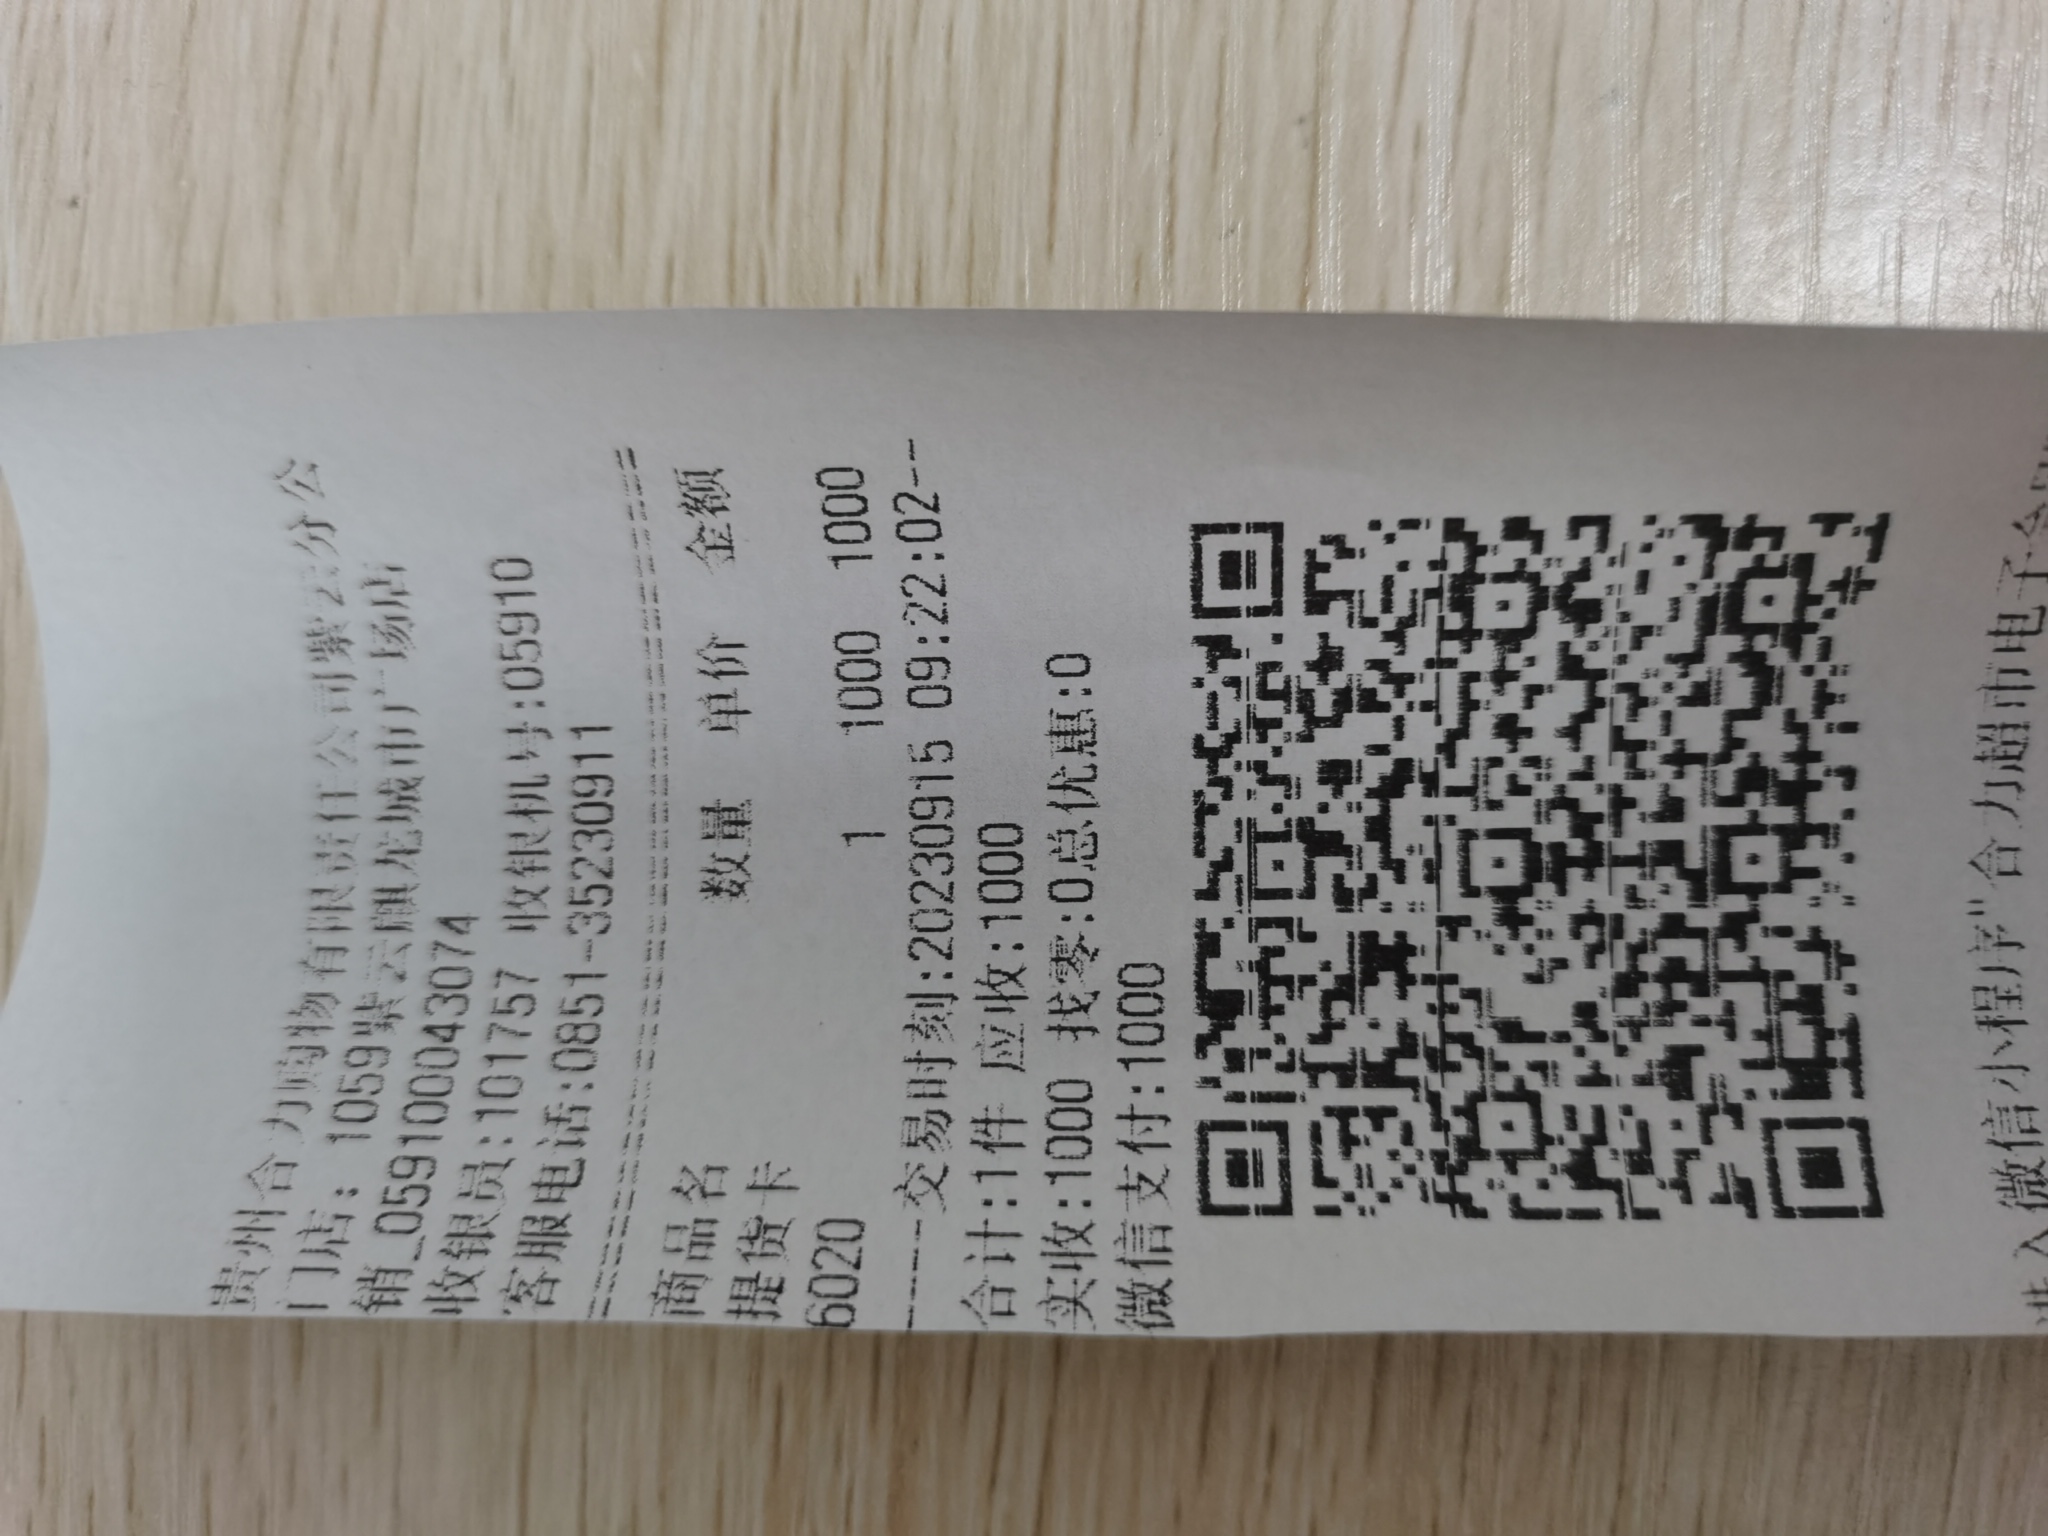 贵州合力购物有限责任公司紫云分公
门店: 1059紫云麒龙城市广场店
销_0591000043074
收银员:101757 收银机号:05910
客服电话:0851-35230911
==================================
商品名 数量 单价 金额
提货卡
6020 1 1000 1000
-----交易时刻:20230915 09:22:02--
合计:1件 应收:1000
实收:1000 找零:0总优惠:0
微信支付:1000
进入微信小程序"合力超市电子